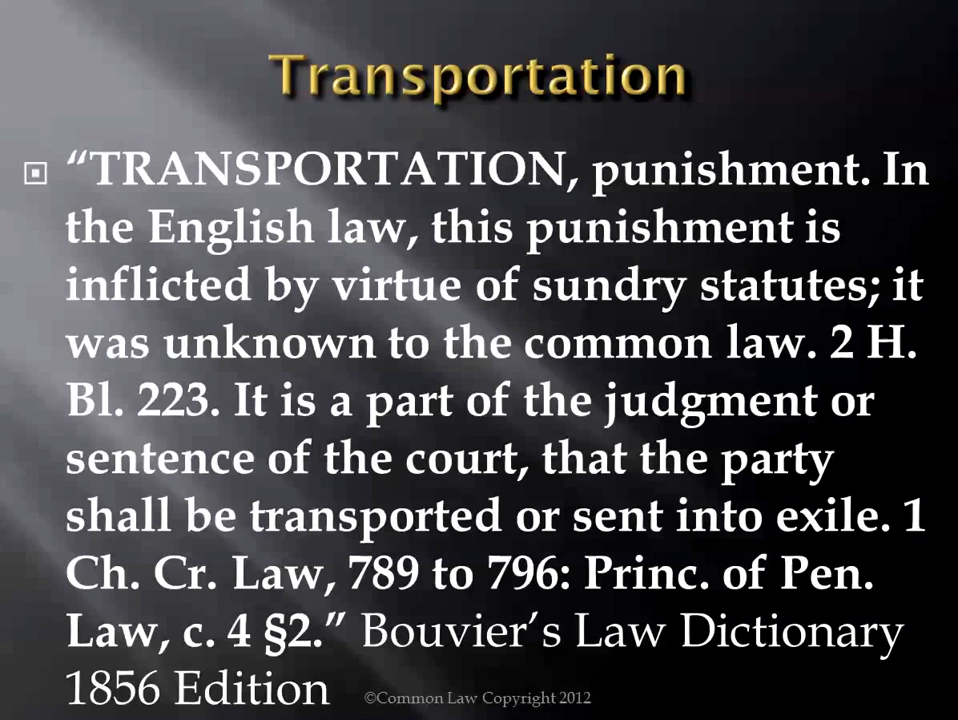 Transportation
“TRANSPORTATION, punishment. In
the English law, this punishment is
inflicted by virtue of sundry statutes; it
was unknown to the common law. 2 H.
Bl. 223. It is a part of the judgment or
sentence of the court, that the party
shall be transported or sent into exile. 1
Ch. Cr. Law, 789 to 796: Princ. of Pen.
Law, c. 4 §2.” Bouvier’s Law Dictionary
1856 Edition
©Common Law Copyright 2012